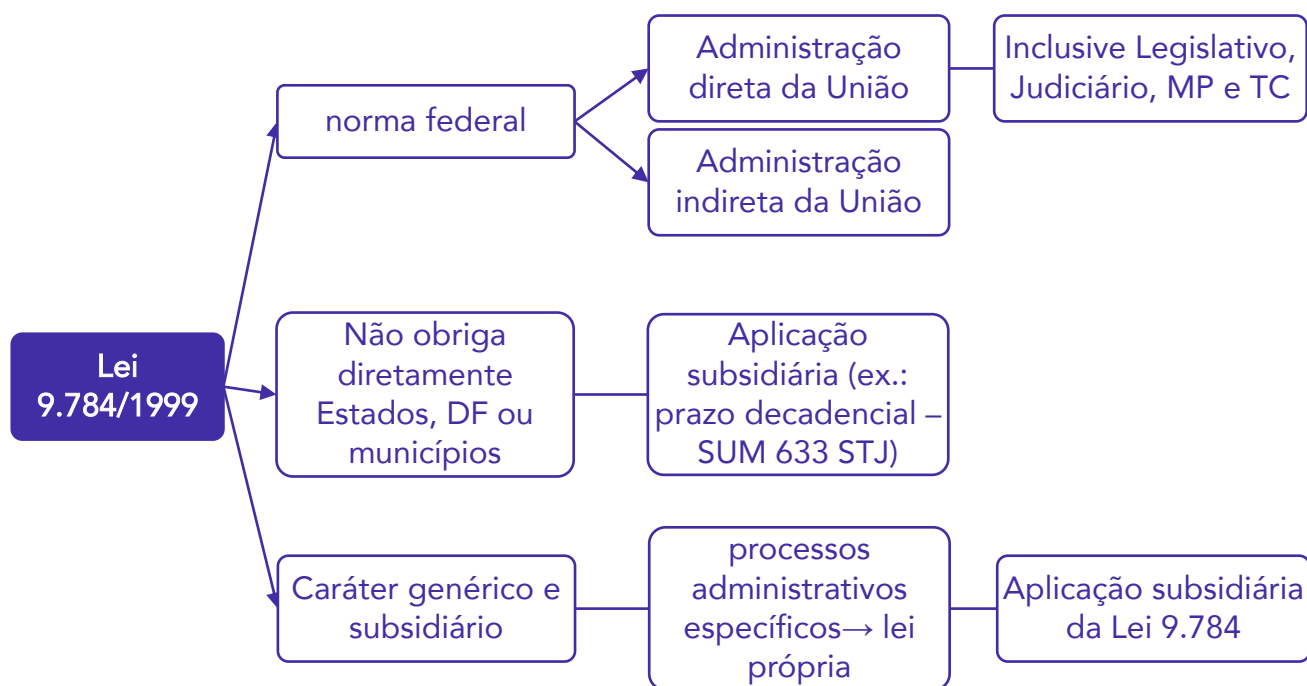 Lei
9.784/1999
norma federal
Administração
direta da União
Inclusive Legislativo,
Judiciário, MP e TC
Administração
indireta da União
Não obriga
diretamente
Estados, DF ou
municípios
Aplicação
subsidiária (ex.:
prazo decadencial –
SUM 633 STJ)
Caráter genérico e
subsidiário
processos
administrativos
específicos→ lei
própria
Aplicação subsidiária
da Lei 9.784